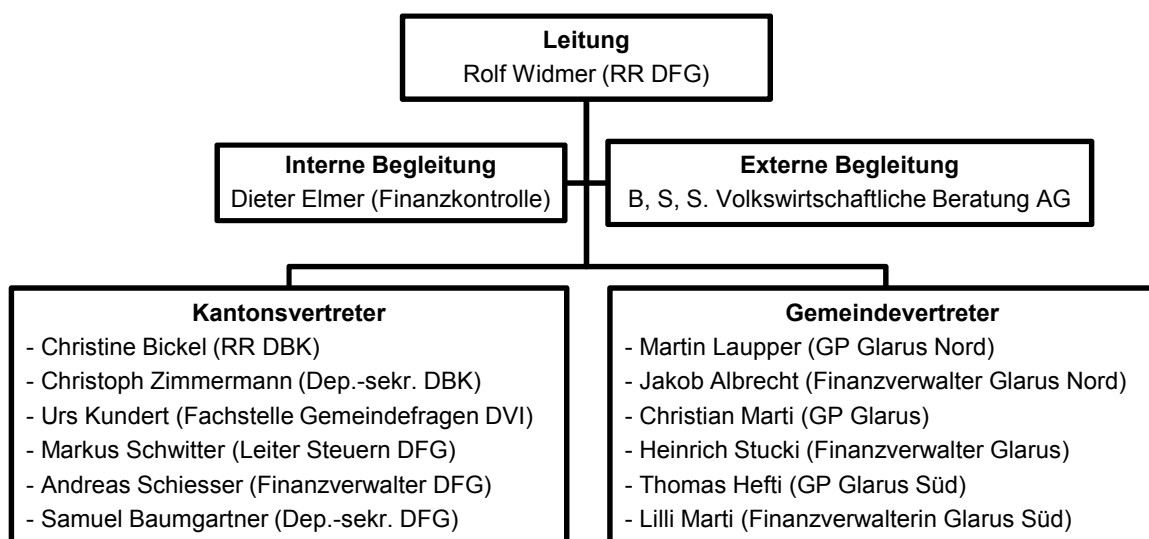 Leitung
Rolf Widmer (RR DFG)
Interne Begleitung
Dieter Elmer (Finanzkontrolle)
Externe Begleitung
B, S, S. Volkswirtschaftliche Beratung AG
Kantonsvertreter
- Christine Bickel (RR DBK)
- Christoph Zimmermann (Dep.-sekr. DBK)
- Urs Kundert (Fachstelle Gemeindefragen DVI)
- Markus Schwitter (Leiter Steuern DFG)
- Andreas Schiesser (Finanzverwalter DFG)
- Samuel Baumgartner (Dep.-sekr. DFG)
Gemeindevertreter
- Martin Laupper (GP Glarus Nord)
- Jakob Albrecht (Finanzverwalter Glarus Nord)
- Christian Marti (GP Glarus)
- Heinrich Stucki (Finanzverwalter Glarus)
- Thomas Hefti (GP Glarus Süd)
- Lilli Marti (Finanzverwalterin Glarus Süd)